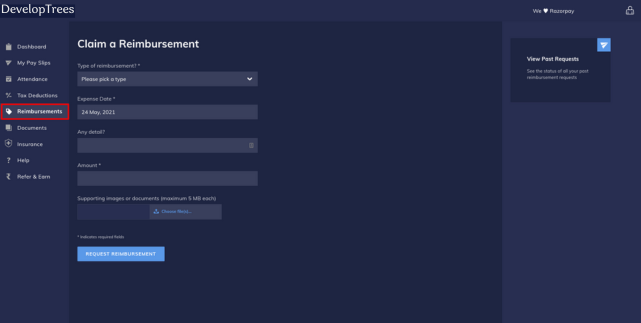 DevelopTrees
We ♥ Razorpay
Dashboard
My Pay Slips
Attendance
Tax Deductions
Reimbursements
Documents
Insurance
Help
Refer & Earn
Claim a Reimbursement
Type of reimbursement? *
Please pick a type
Expense Date *
24 May, 2021
Any detail?
Amount *
Supporting images or documents (maximum 5 MB each)
Choose file(s)...
* Indicates required fields
REQUEST REIMBURSEMENT
View Past Requests
See the status of all your past
reimbursement requests